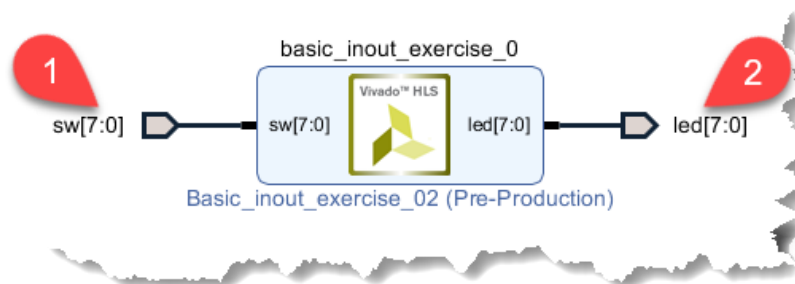 basic_inout_exercise_0
1
2
Vivado™ HLS
sw[7:0]
sw[7:0]
led[7:0]
led[7:0]
Basic_inout_exercise_02 (Pre-Production)